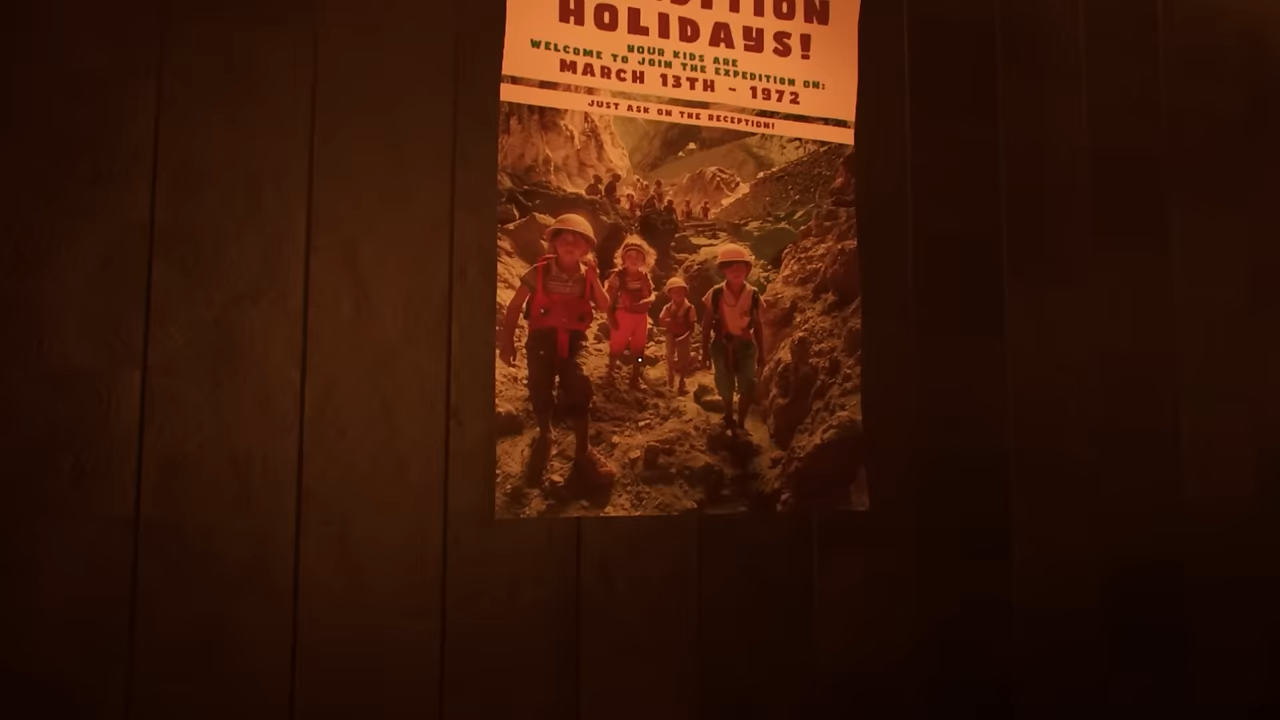 HOLIDAYS!
YOUR KIDS ARE
WELCOME TO JOIN THE EXPEDITION ON:
MARCH 13TH - 1972
JUST ASK ON THE RECEPTION!